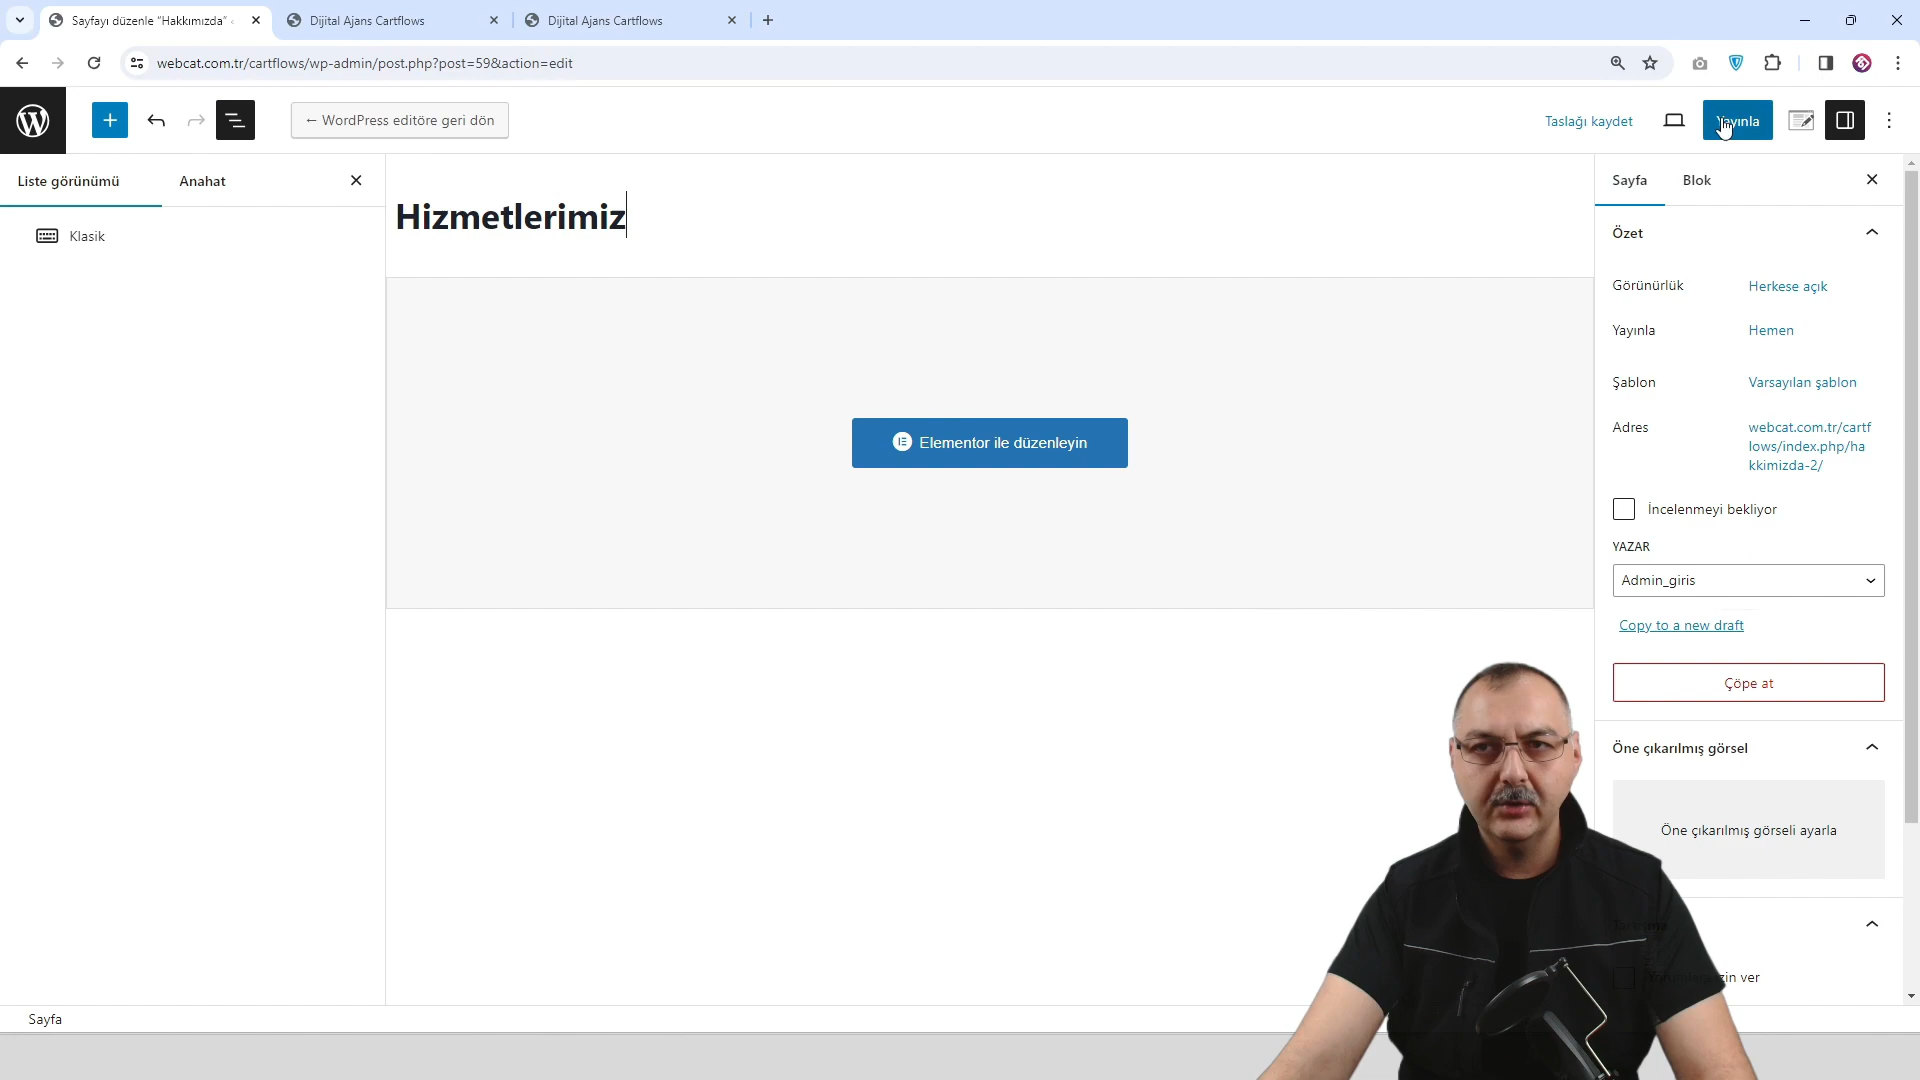 Sayfayı düzenle "Hakkımızda" ‹
Dijital Ajans Cartflows
Dijital Ajans Cartflows
webcat.com.tr/cartflows/wp-admin/post.php?post=59&action=edit
← WordPress editöre geri dön
Taslağı kaydet
Liste görünümü
Anahat
Klasik
Hizmetlerimiz
Elementor ile düzenleyin
Sayfa
Blok
Özet
Görünürlük
Herkese açık
Yayınla
Hemen
Şablon
Varsayılan şablon
Adres
webcat.com.tr/cartf
lows/index.php/ha
kkimizda-2/
İncelenmeyi bekliyor
YAZAR
Admin_giris
Copy to a new draft
Çöpe at
Öne çıkarılmış görsel
Öne çıkarılmış görseli ayarla
ver
Sayfa